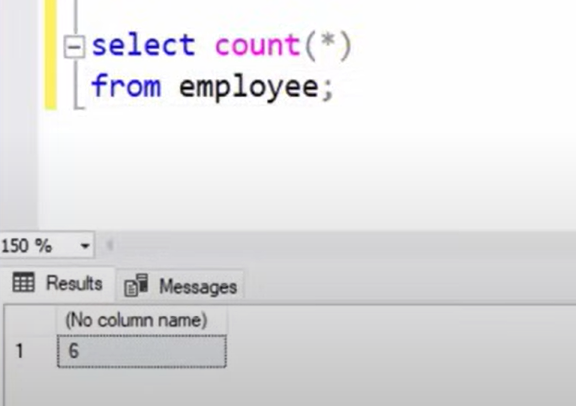 select count(*)
from employee;
150 %
Results Messages
(No column name)
1 6